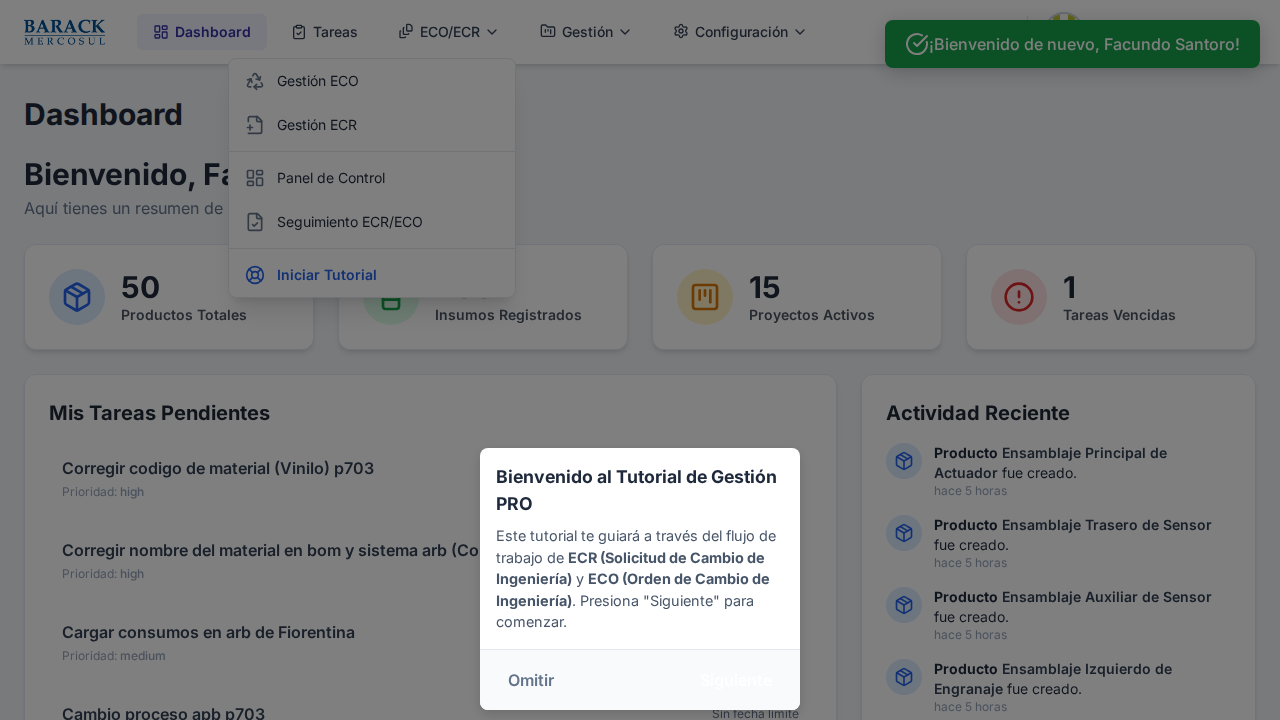 BARACK
MERCOSUL
Dashboard
Tareas
ECO/ECR
Gestión
Configuración
¡Bienvenido de nuevo, Facundo Santoro!
Gestión ECO
Gestión ECR
Panel de Control
Seguimiento ECR/ECO
Iniciar Tutorial
Dashboard
Bienvenido, Fa
Aquí tienes un resumen de
50
Productos Totales
Insumos Registrados
15
Proyectos Activos
1
Tareas Vencidas
Mis Tareas Pendientes
Corregir codigo de material (Vinilo) p703
Prioridad: high
Corregir nombre del material en bom y sistema arb (Co
Prioridad: high
Cargar consumos en arb de Fiorentina
Prioridad: medium
Cambio proceso apb p703
Sin fecha límite
Actividad Reciente
Producto Ensamblaje Principal de
Actuador fue creado.
hace 5 horas
Producto Ensamblaje Trasero de Sensor
fue creado.
hace 5 horas
Producto Ensamblaje Auxiliar de Sensor
fue creado.
hace 5 horas
Producto Ensamblaje Izquierdo de
Engranaje fue creado.
hace 5 horas
Bienvenido al Tutorial de Gestión
PRO
Este tutorial te guiará a través del flujo de
trabajo de ECR (Solicitud de Cambio de
Ingeniería) y ECO (Orden de Cambio de
Ingeniería). Presiona "Siguiente" para
comenzar.
Omitir
Siguiente